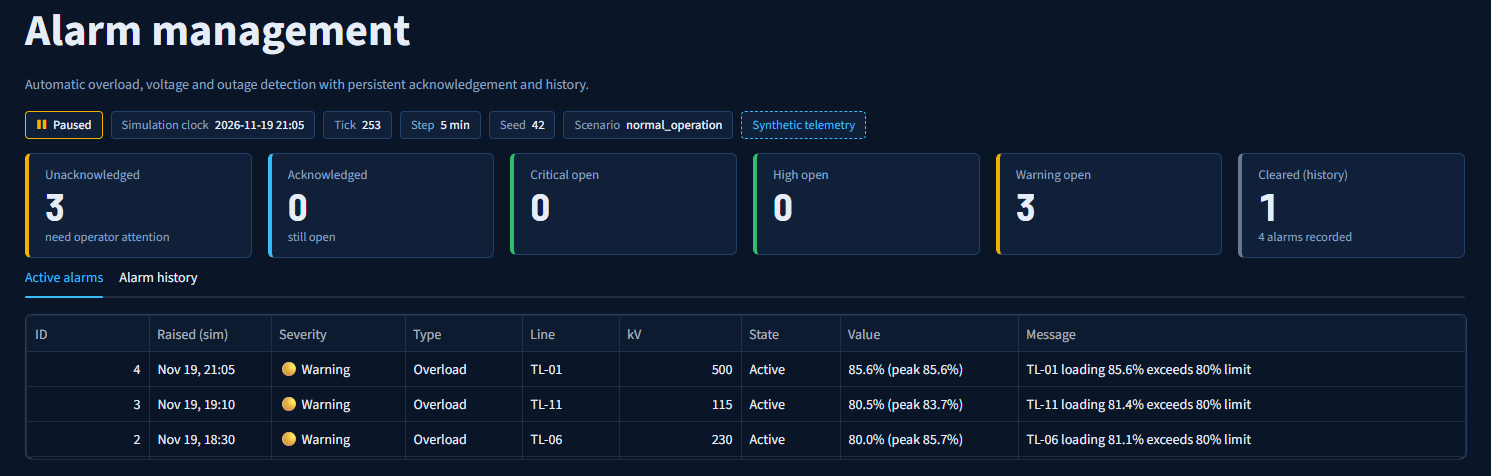 Alarm management
Automatic overload, voltage and outage detection with persistent acknowledgement and history.
Paused Simulation clock 2026-11-19 21:05 Tick 253 Step 5 min Seed 42 Scenario normal_operation Synthetic telemetry
Unacknowledged Acknowledged Critical open High open Warning open Cleared (history)
3 0 0 0 3 1
need operator attention still open 4 alarms recorded
Active alarms Alarm history
ID Raised (sim) Severity Type Line kV State Value Message
4 Nov 19, 21:05 Warning Overload TL-01 500 Active 85.6% (peak 85.6%) TL-01 loading 85.6% exceeds 80% limit
3 Nov 19, 19:10 Warning Overload TL-11 115 Active 80.5% (peak 83.7%) TL-11 loading 81.4% exceeds 80% limit
2 Nov 19, 18:30 Warning Overload TL-06 230 Active 80.0% (peak 85.7%) TL-06 loading 81.1% exceeds 80% limit